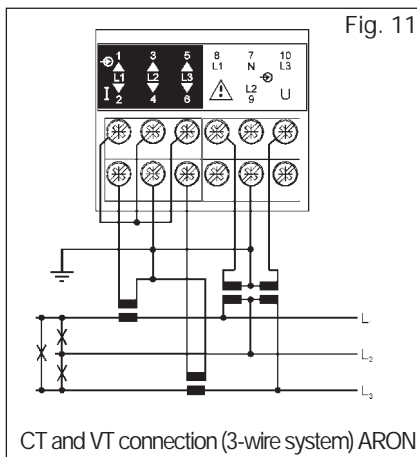 Fig. 11
1 3 5 8 7 10
L1 N L3
L1 L2 L3
I L2 U
2 4 6 9
L1
L2
L3
CT and VT connection (3-wire system) ARON